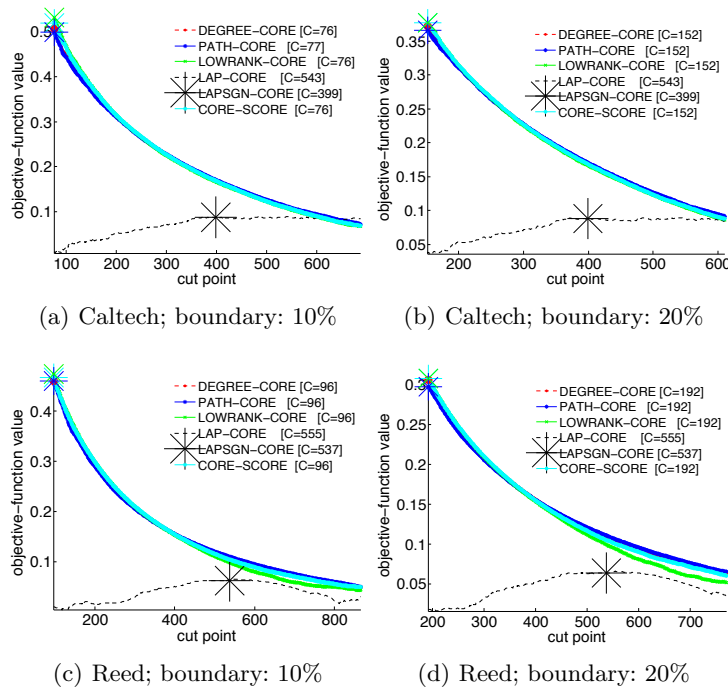 0.5
0.4
0.3
0.2
0.1
objective−function value
DEGREE−CORE [C=76]
PATH−CORE [C=77]
LOWRANK−CORE [C=76]
LAP−CORE [C=543]
LAPSGN−CORE [C=399]
CORE−SCORE [C=76]
100 200 300 400 500 600
cut point
(a) Caltech; boundary: 10%
0.35
0.3
0.25
0.2
0.15
0.1
0.05
objective−function value
DEGREE−CORE [C=152]
PATH−CORE [C=152]
LOWRANK−CORE [C=152]
LAP−CORE [C=543]
LAPSGN−CORE [C=399]
CORE−SCORE [C=152]
200 300 400 500 600
cut point
(b) Caltech; boundary: 20%
0.4
0.3
0.2
0.1
objective−function value
DEGREE−CORE [C=96]
PATH−CORE [C=96]
LOWRANK−CORE [C=96]
LAP−CORE [C=555]
LAPSGN−CORE [C=537]
CORE−SCORE [C=96]
200 400 600 800
cut point
(c) Reed; boundary: 10%
0.25
0.2
0.15
0.1
0.05
objective−function value
DEGREE−CORE [C=192]
PATH−CORE [C=192]
LOWRANK−CORE [C=192]
LAP−CORE [C=555]
LAPSGN−CORE [C=537]
CORE−SCORE [C=192]
200 300 400 500 600 700
cut point
(d) Reed; boundary: 20%